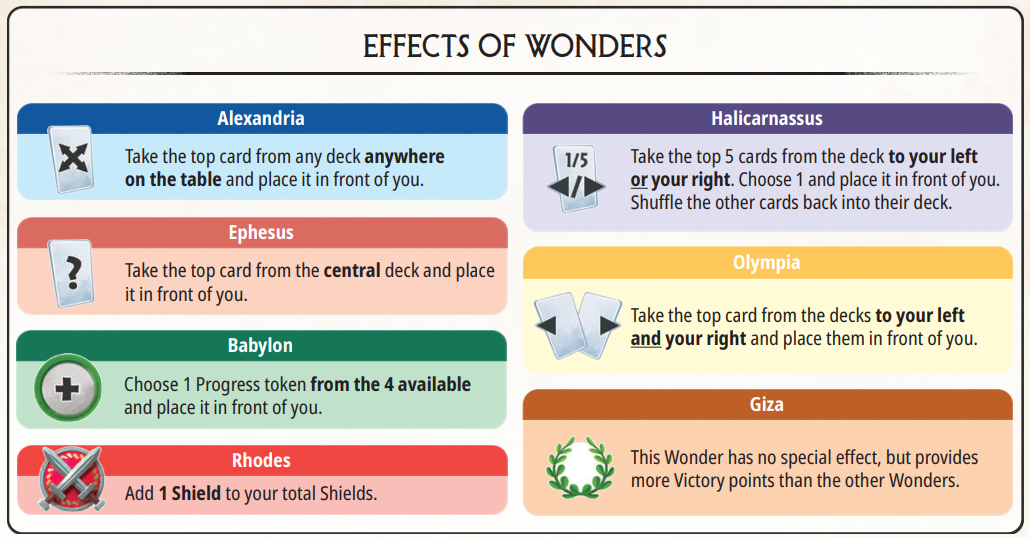 EFFECTS OF WONDERS
Alexandria
Take the top card from any deck anywhere
on the table and place it in front of you.
Ephesus
?
Take the top card from the central deck and place
it in front of you.
Babylon
+
Choose 1 Progress token from the 4 available
and place it in front of you.
Rhodes
Add 1 Shield to your total Shields.
Halicarnassus
1/5
/
Take the top 5 cards from the deck to your left
or your right. Choose 1 and place it in front of you.
Shuffle the other cards back into their deck.
Olympia
Take the top card from the decks to your left
and your right and place them in front of you.
Giza
This Wonder has no special effect, but provides
more Victory points than the other Wonders.